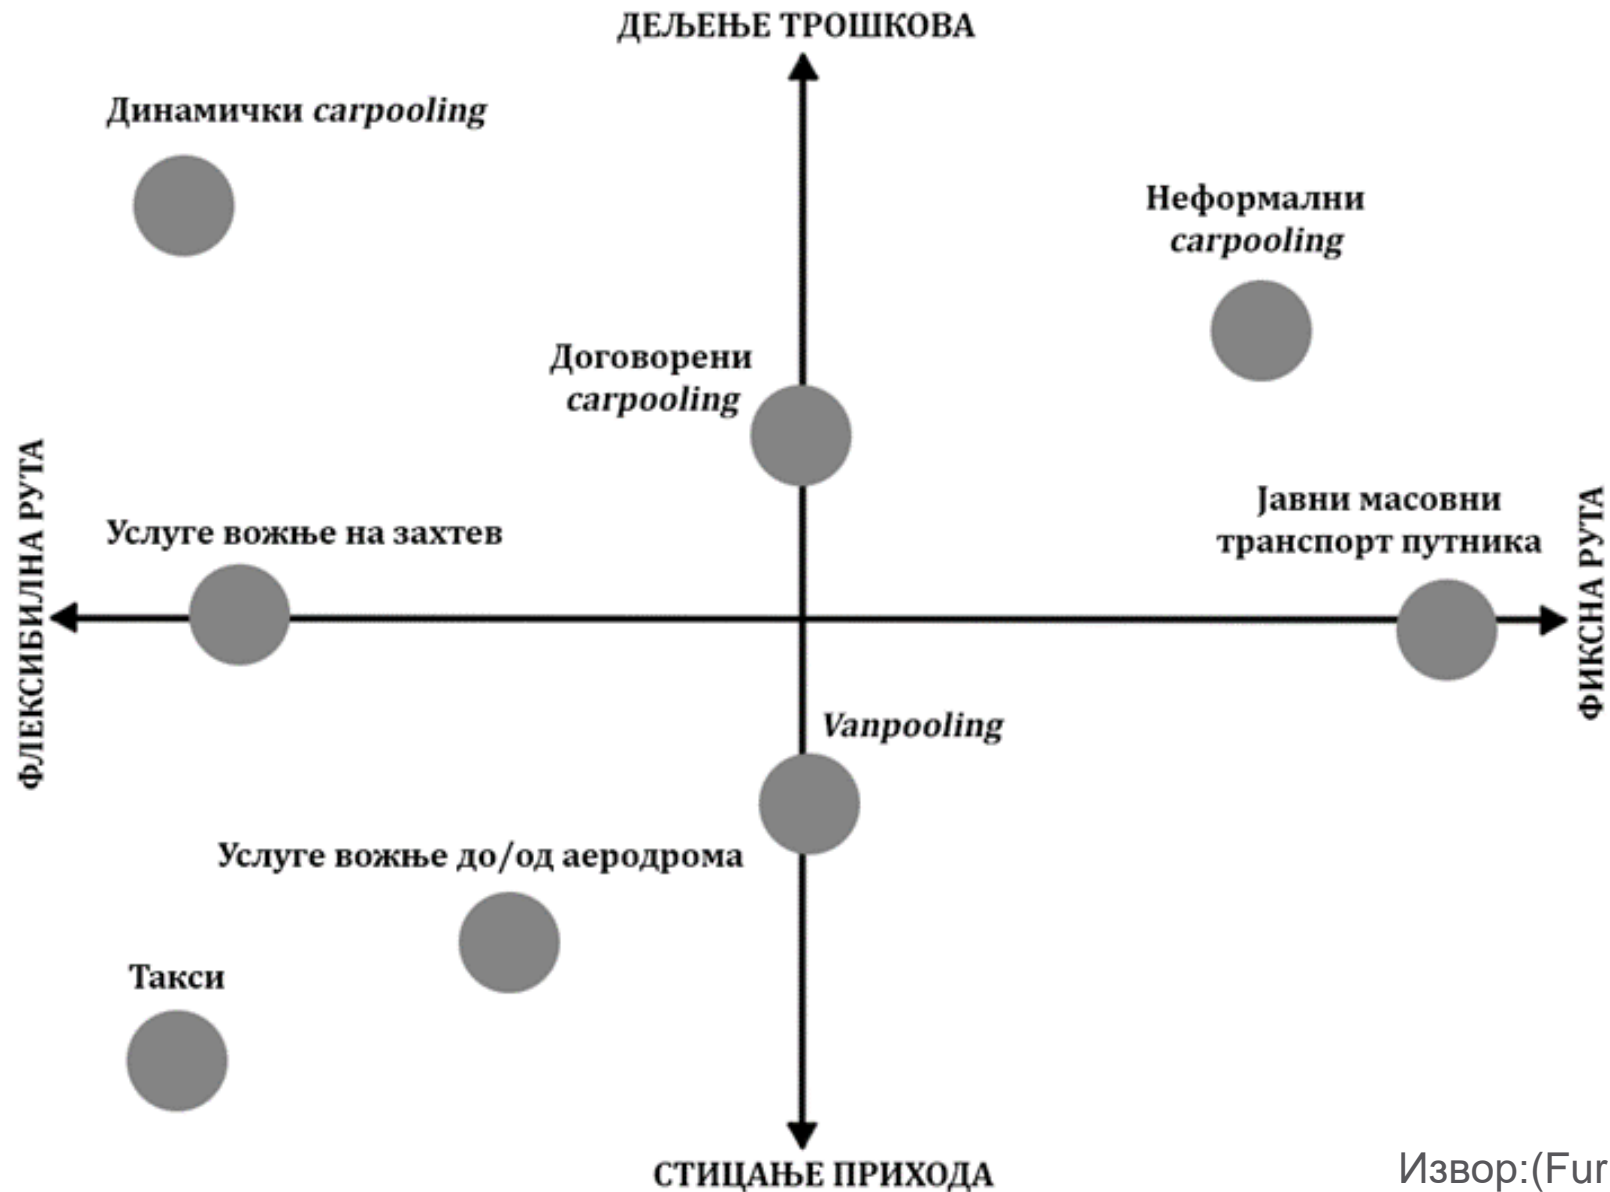 ДЕЉЕЊЕ ТРОШКОВА
Динамички carpooling
Неформални
carpooling
Договорени
carpooling
ФЛЕКСИБИЛНА РУТА
Услуге вожње на захтев
Јавни масовни
транспорт путника
ФИКСНА РУТА
Vanpooling
Услуге вожње до/од аеродрома
Такси
СТИЦАЊЕ ПРИХОДА
Извор:(Fur